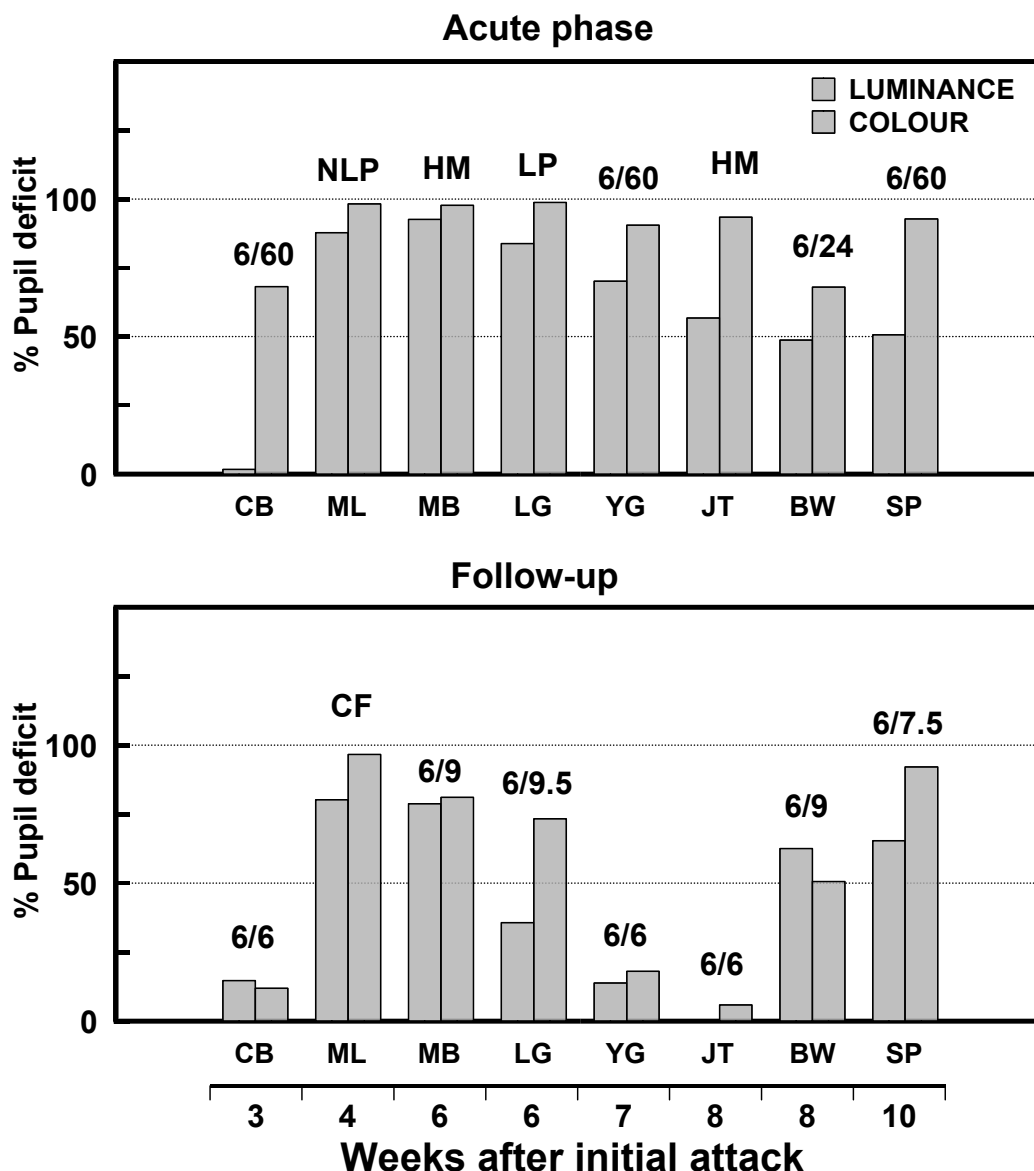 Acute phase
LUMINANCE
COLOUR
% Pupil deficit
100
50
0
6/60 NLP HM LP 6/60 HM 6/24 6/60
CB ML MB LG YG JT BW SP
Follow-up
% Pupil deficit
100
50
0
6/6 CF 6/9 6/9.5 6/6 6/6 6/9 6/7.5
CB ML MB LG YG JT BW SP
3 4 6 6 7 8 8 10
Weeks after initial attack